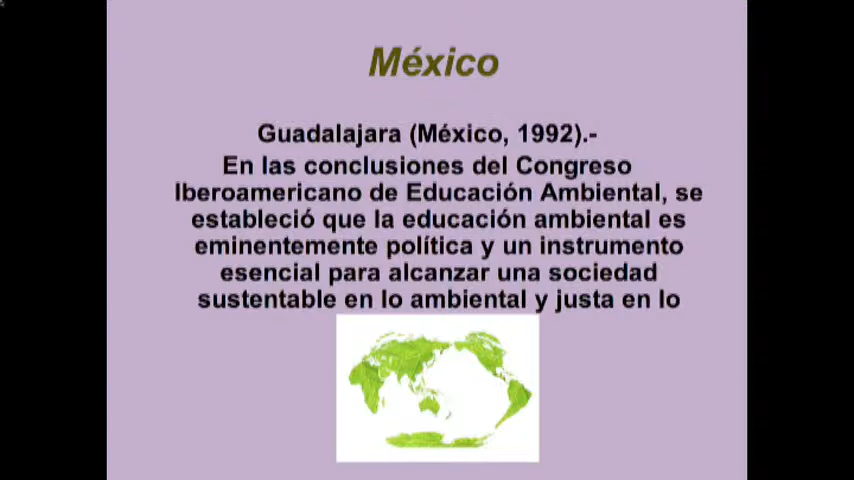 México
Guadalajara (México, 1992).-
En las conclusiones del Congreso
Iberoamericano de Educación Ambiental, se
estableció que la educación ambiental es
eminentemente política y un instrumento
esencial para alcanzar una sociedad
sustentable en lo ambiental y justa en lo